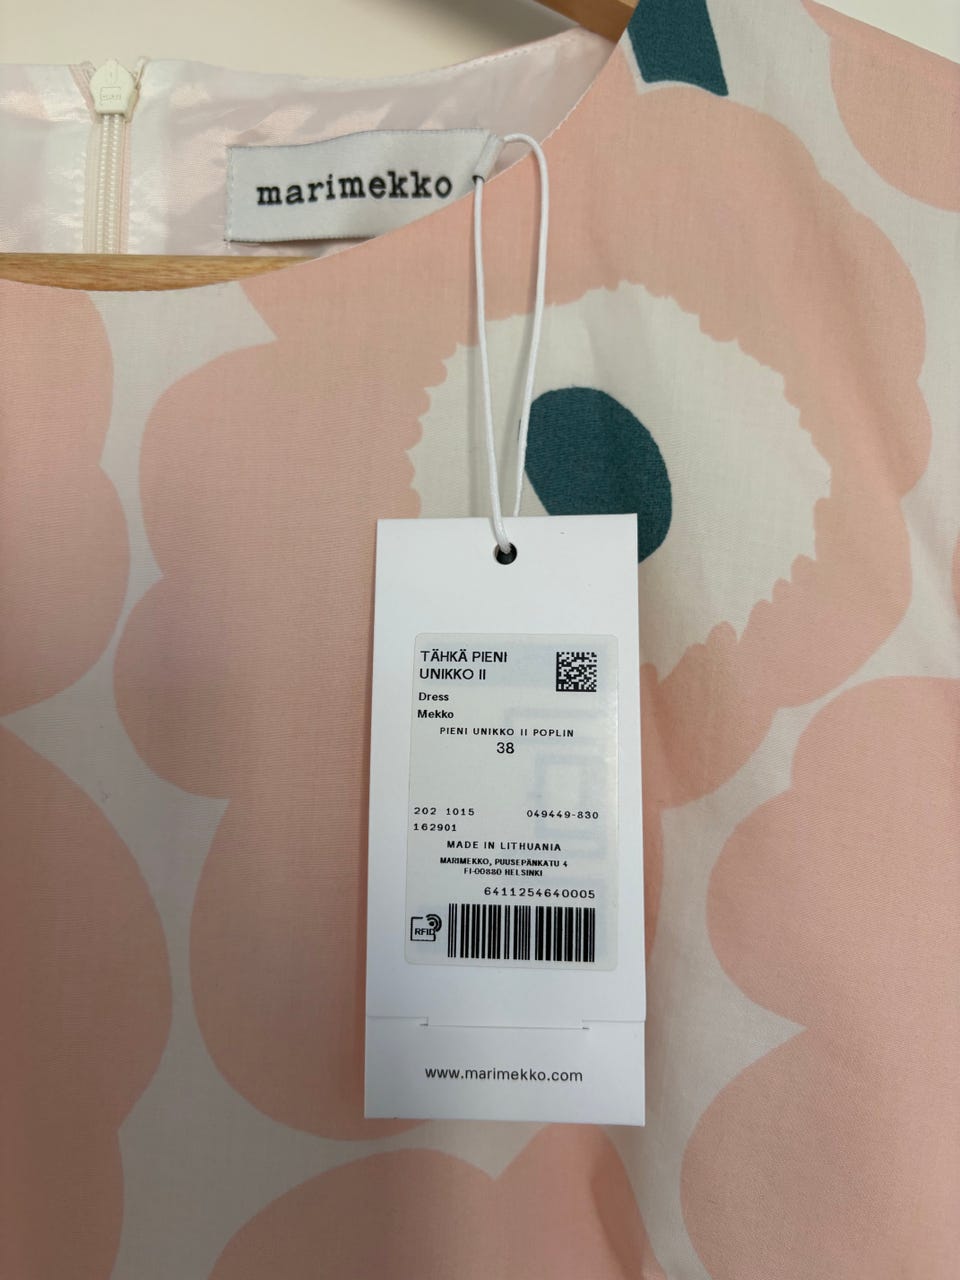 marimekko
TÄHKÄ PIENI
UNIKKO II
Dress
Mekko
PIENI UNIKKO II POPLIN
38
202 1015 049449-830
162901
MADE IN LITHUANIA
MARIMEKKO, PUUSEPÄNKATU 4
FI-00880 HELSINKI
6411254640005
RFID
www.marimekko.com